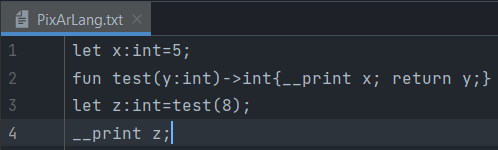 PixArLang.txt
1 let x:int=5;
2 fun test(y:int)->int{__print x; return y;}
3 let z:int=test(8);
4 __print z;